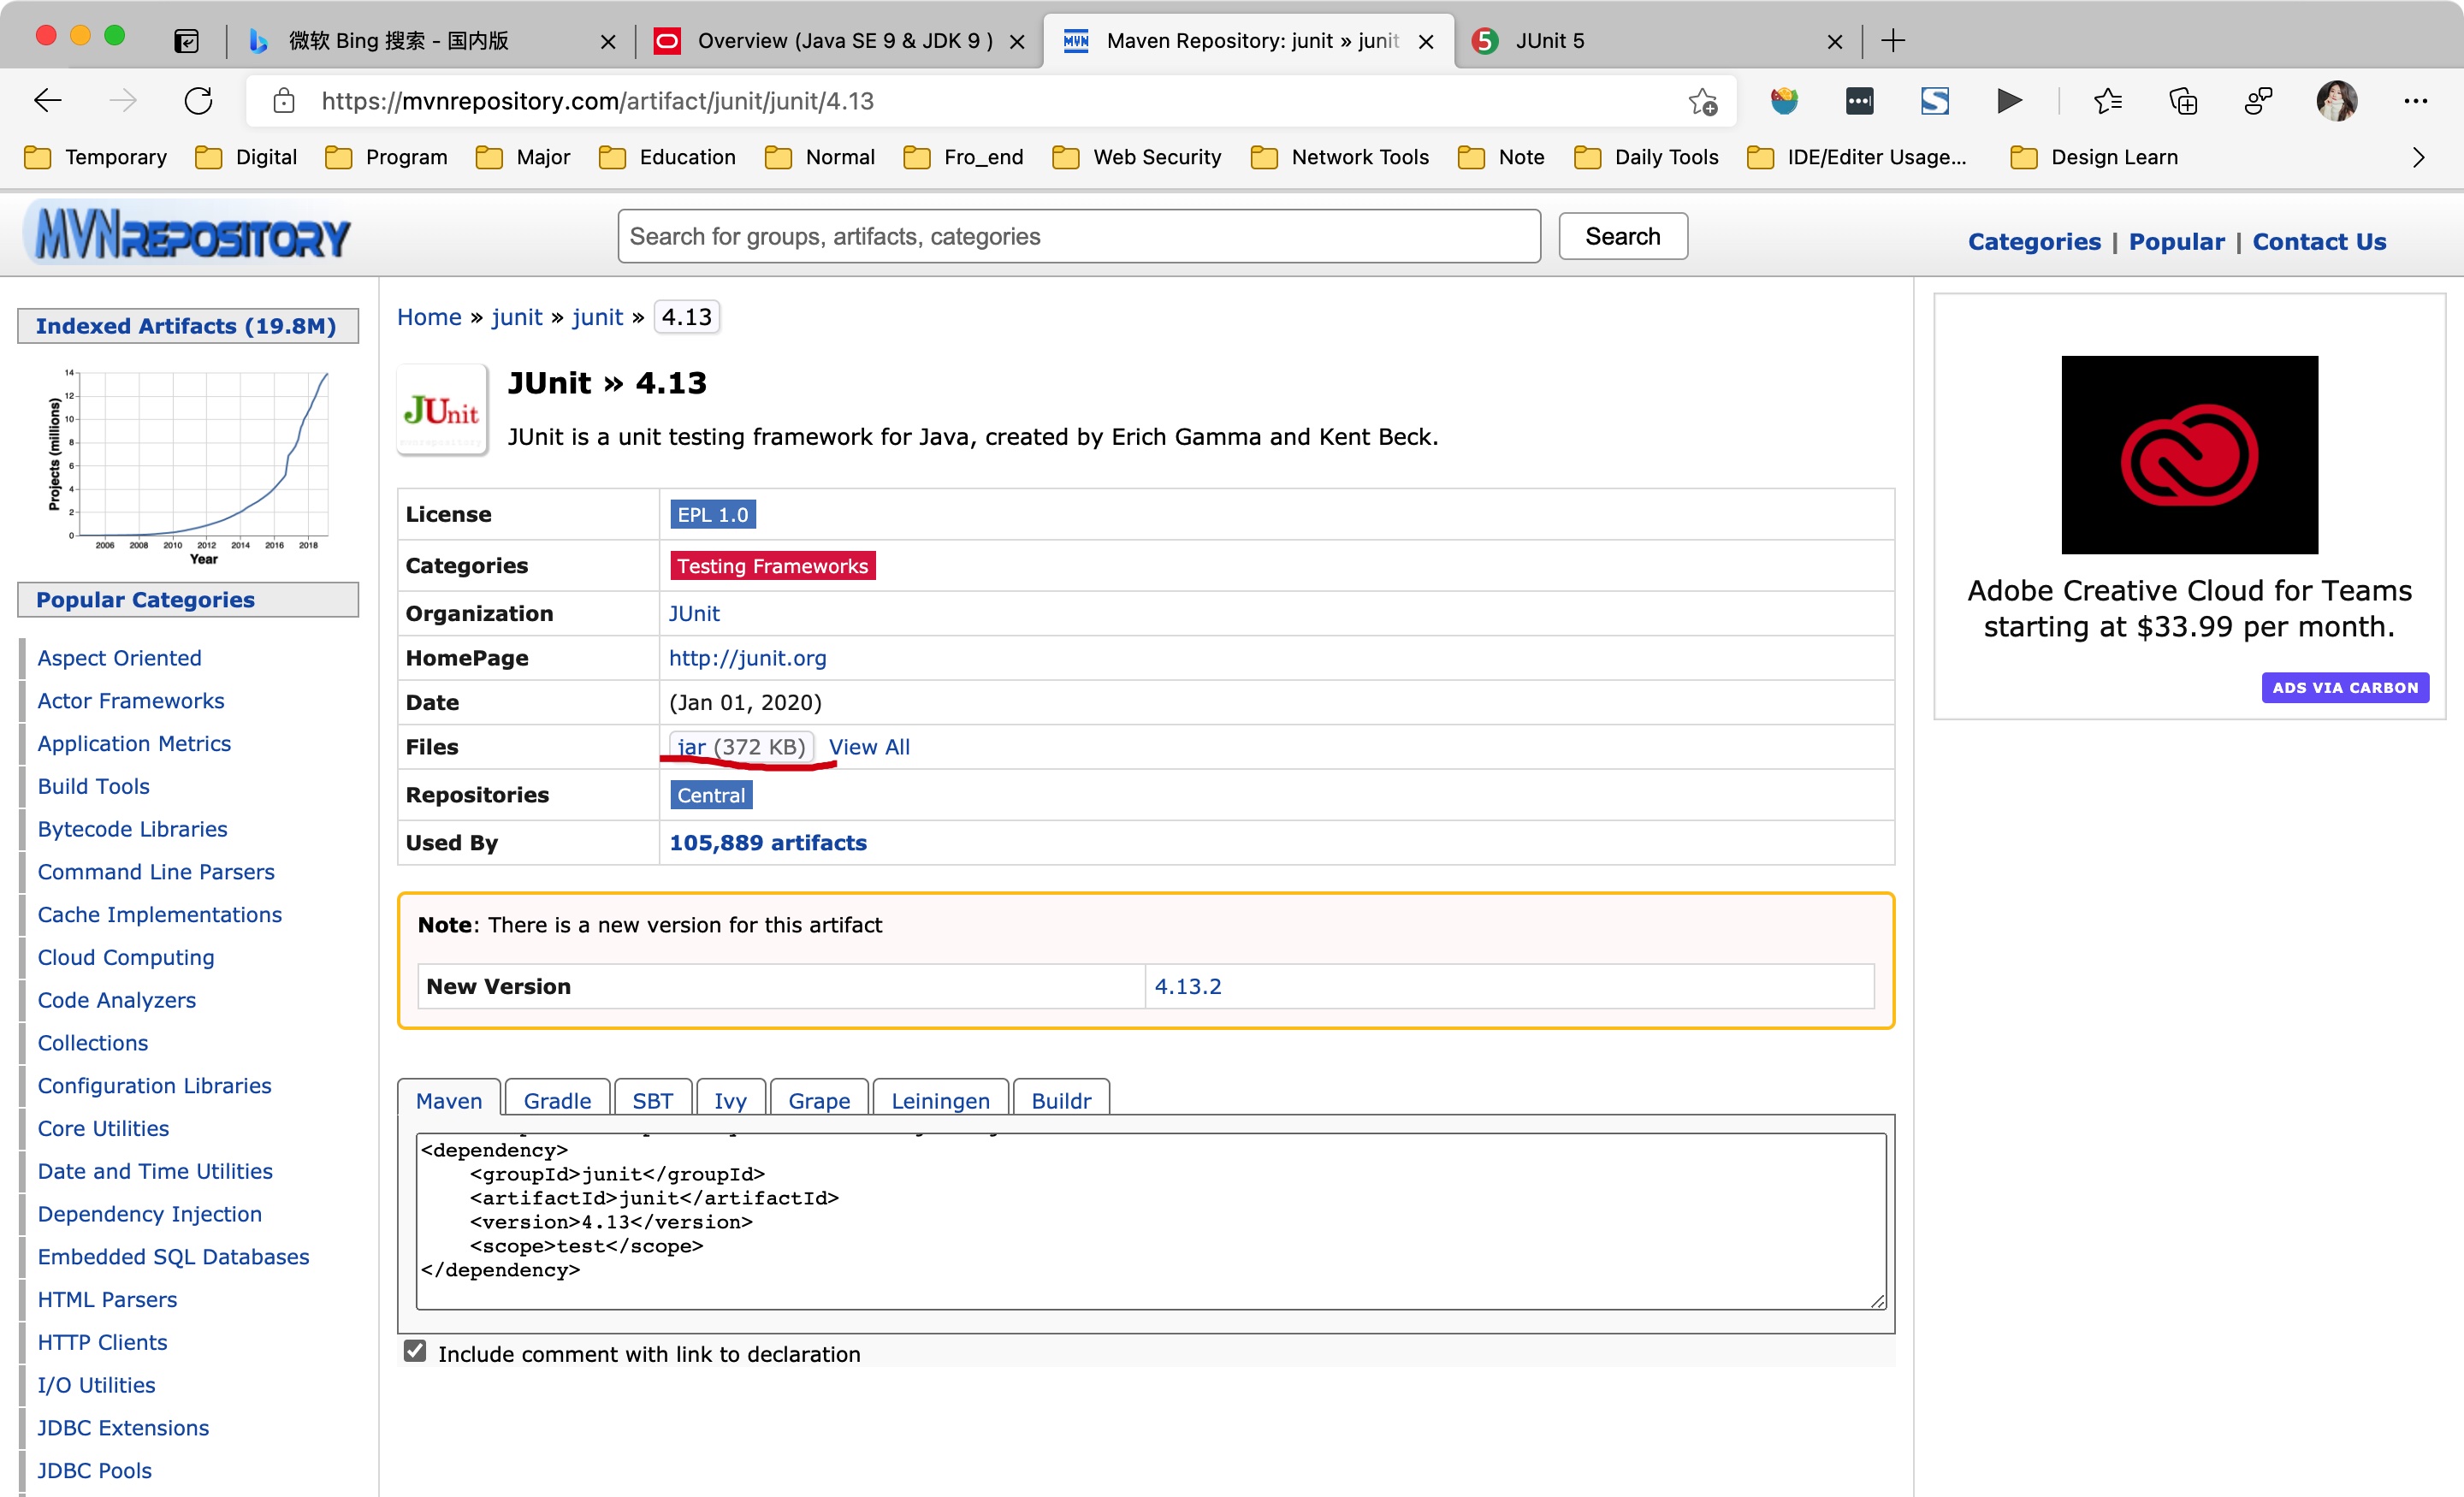 微软 Bing 搜索 - 国内版
Overview (Java SE 9 & JDK 9 )
MVN Maven Repository: junit » junit
5 JUnit 5
https://mvnrepository.com/artifact/junit/junit/4.13
Temporary Digital Program Major Education Normal Fro_end Web Security Network Tools Note Daily Tools IDE/Editer Usage... Design Learn
MVNREPOSITORY
Search for groups, artifacts, categories
Search
Categories | Popular | Contact Us
Indexed Artifacts (19.8M)
Projects (millions)
14
12
10
8
6
4
2
0
2006 2008 2010 2012 2014 2016 2018
Year
Popular Categories
Aspect Oriented
Actor Frameworks
Application Metrics
Build Tools
Bytecode Libraries
Command Line Parsers
Cache Implementations
Cloud Computing
Code Analyzers
Collections
Configuration Libraries
Core Utilities
Date and Time Utilities
Dependency Injection
Embedded SQL Databases
HTML Parsers
HTTP Clients
I/O Utilities
JDBC Extensions
JDBC Pools
Home » junit » junit » 4.13
JUnit
mvnrepository
JUnit » 4.13
JUnit is a unit testing framework for Java, created by Erich Gamma and Kent Beck.
License EPL 1.0
Categories Testing Frameworks
Organization JUnit
HomePage http://junit.org
Date (Jan 01, 2020)
Files jar (372 KB) View All
Repositories Central
Used By 105,889 artifacts
Note: There is a new version for this artifact
New Version 4.13.2
Maven Gradle SBT Ivy Grape Leiningen Buildr
<dependency>
    <groupId>junit</groupId>
    <artifactId>junit</artifactId>
    <version>4.13</version>
    <scope>test</scope>
</dependency>
Include comment with link to declaration
Adobe Creative Cloud for Teams
starting at $33.99 per month.
ADS VIA CARBON